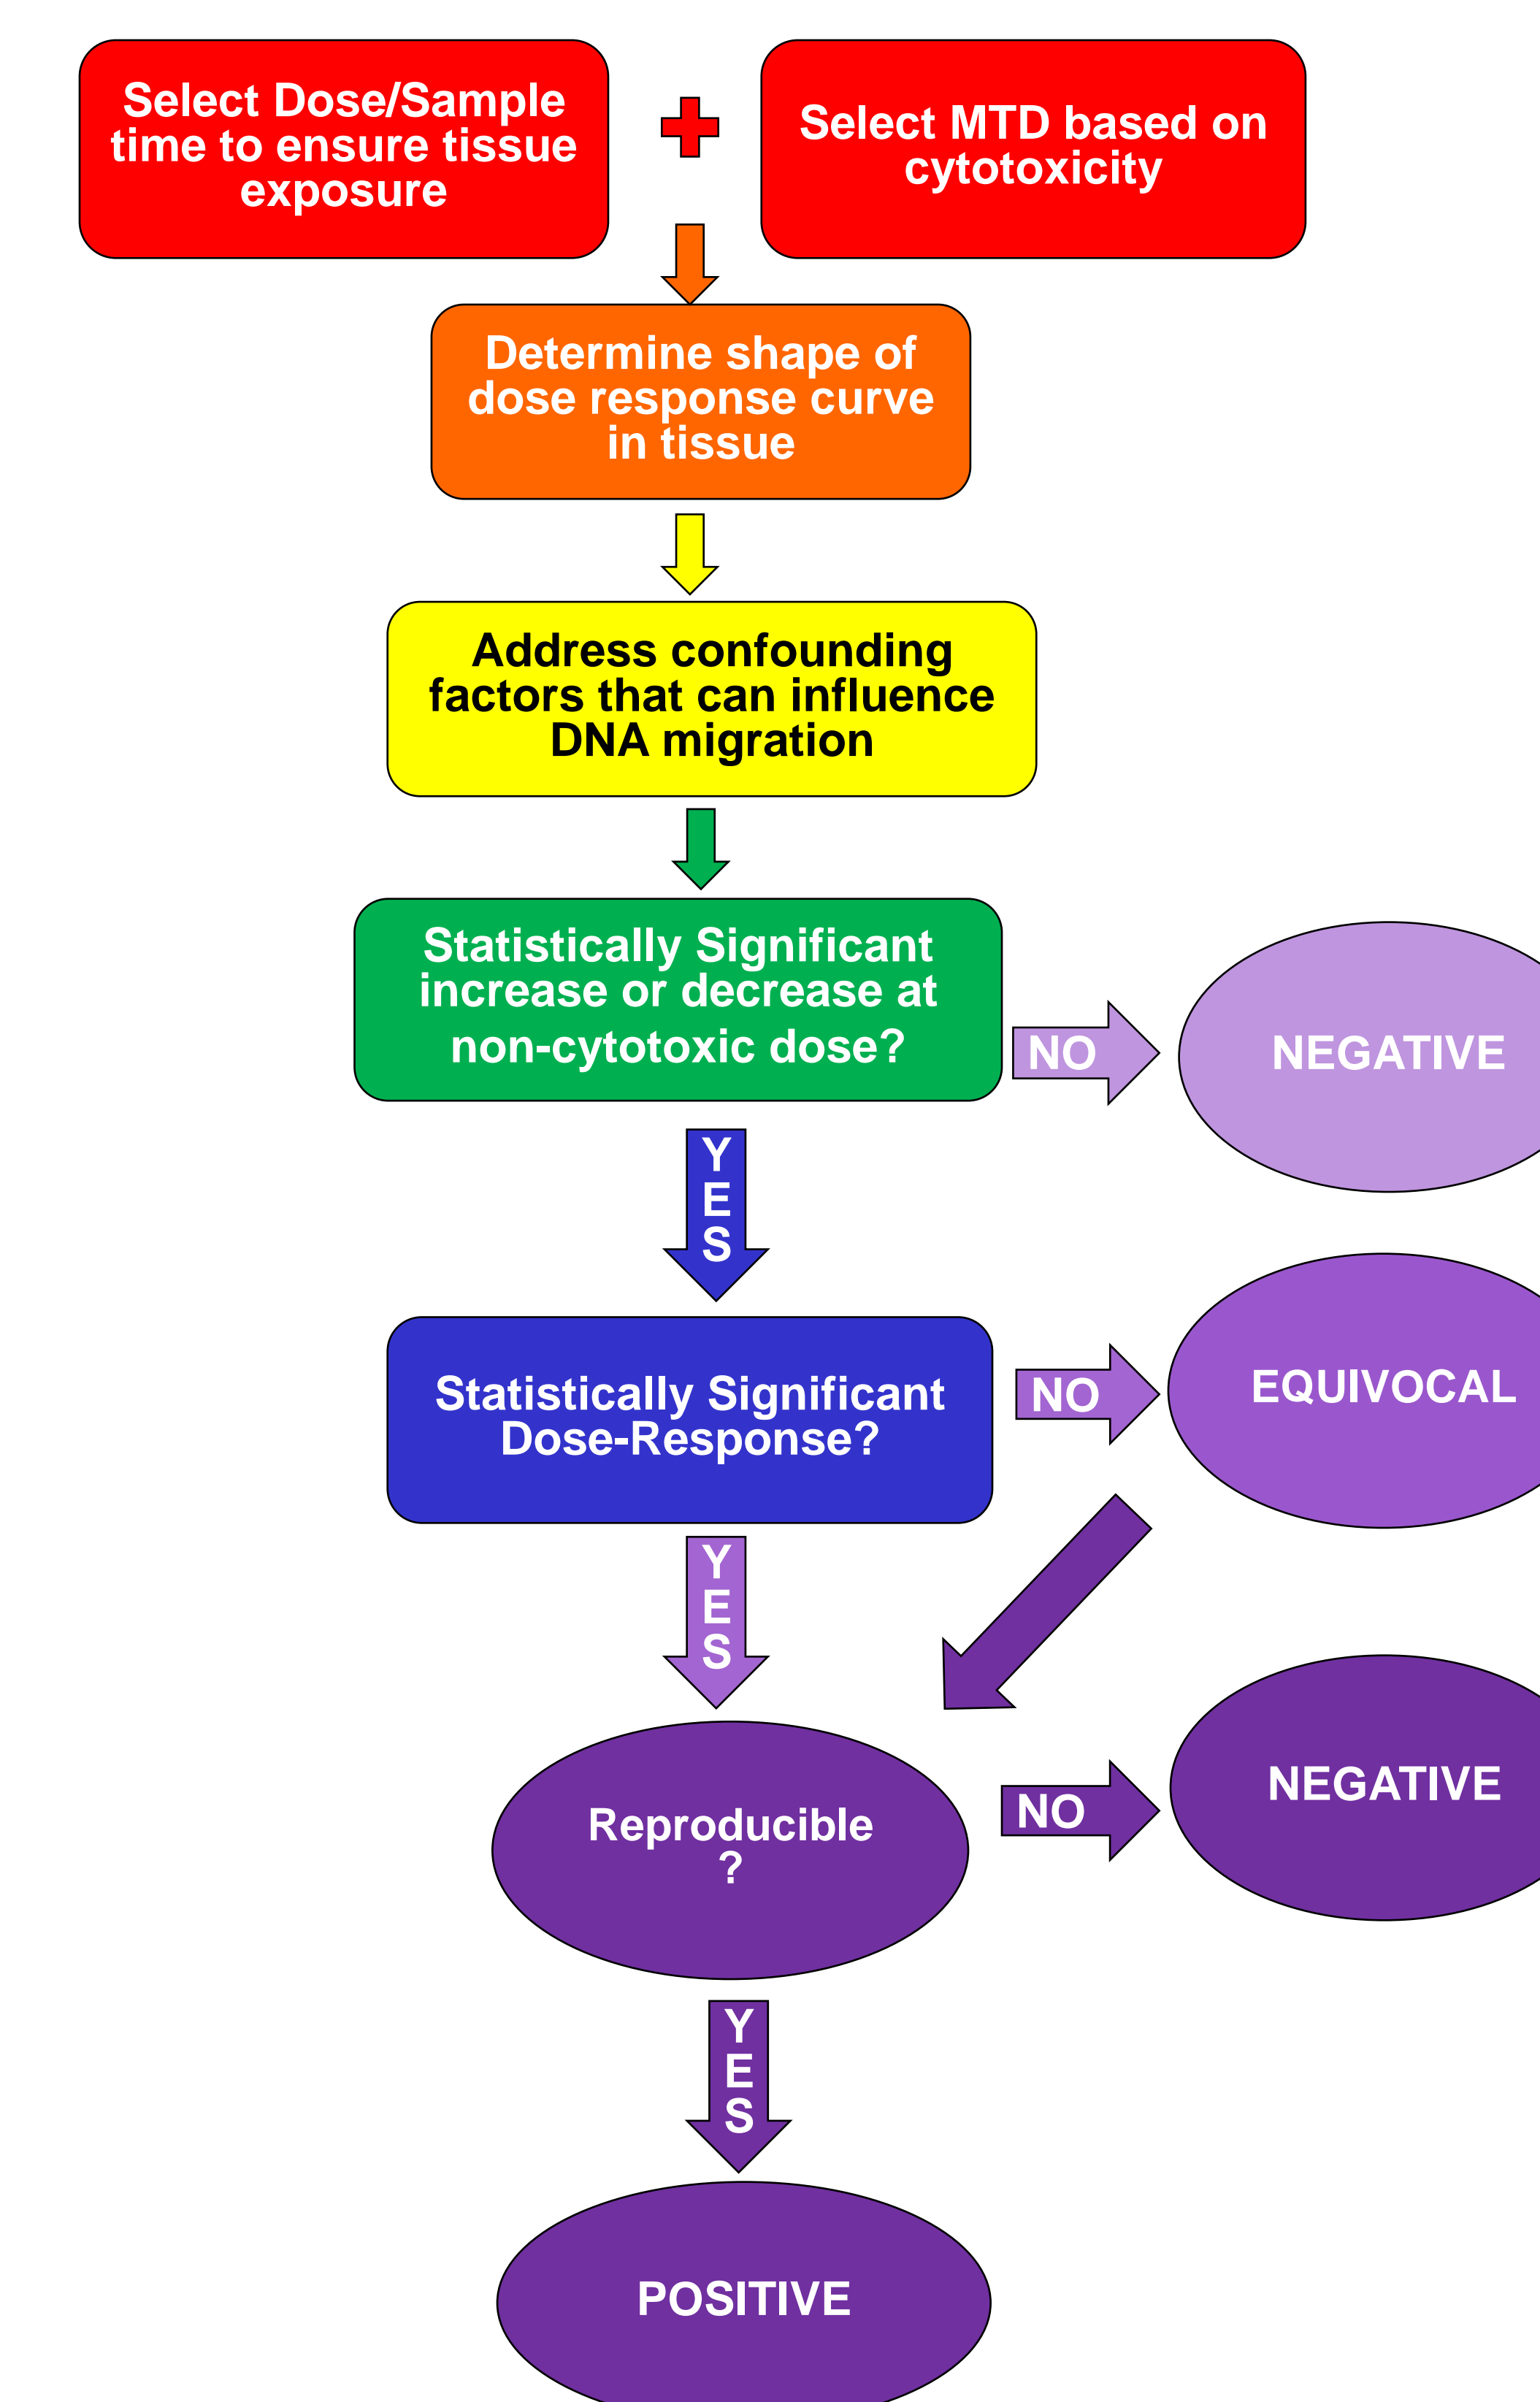 Select Dose/Sample
time to ensure tissue
exposure
Select MTD based on
cytotoxicity
Determine shape of
dose response curve
in tissue
Address confounding
factors that can influence
DNA migration
Statistically Significant
increase or decrease at
non-cytotoxic dose?
NO
NEGATIVE
Y
E
S
Statistically Significant
Dose-Response?
NO
EQUIVOCAL
Y
E
S
Reproducible
?
NO
NEGATIVE
Y
E
S
POSITIVE